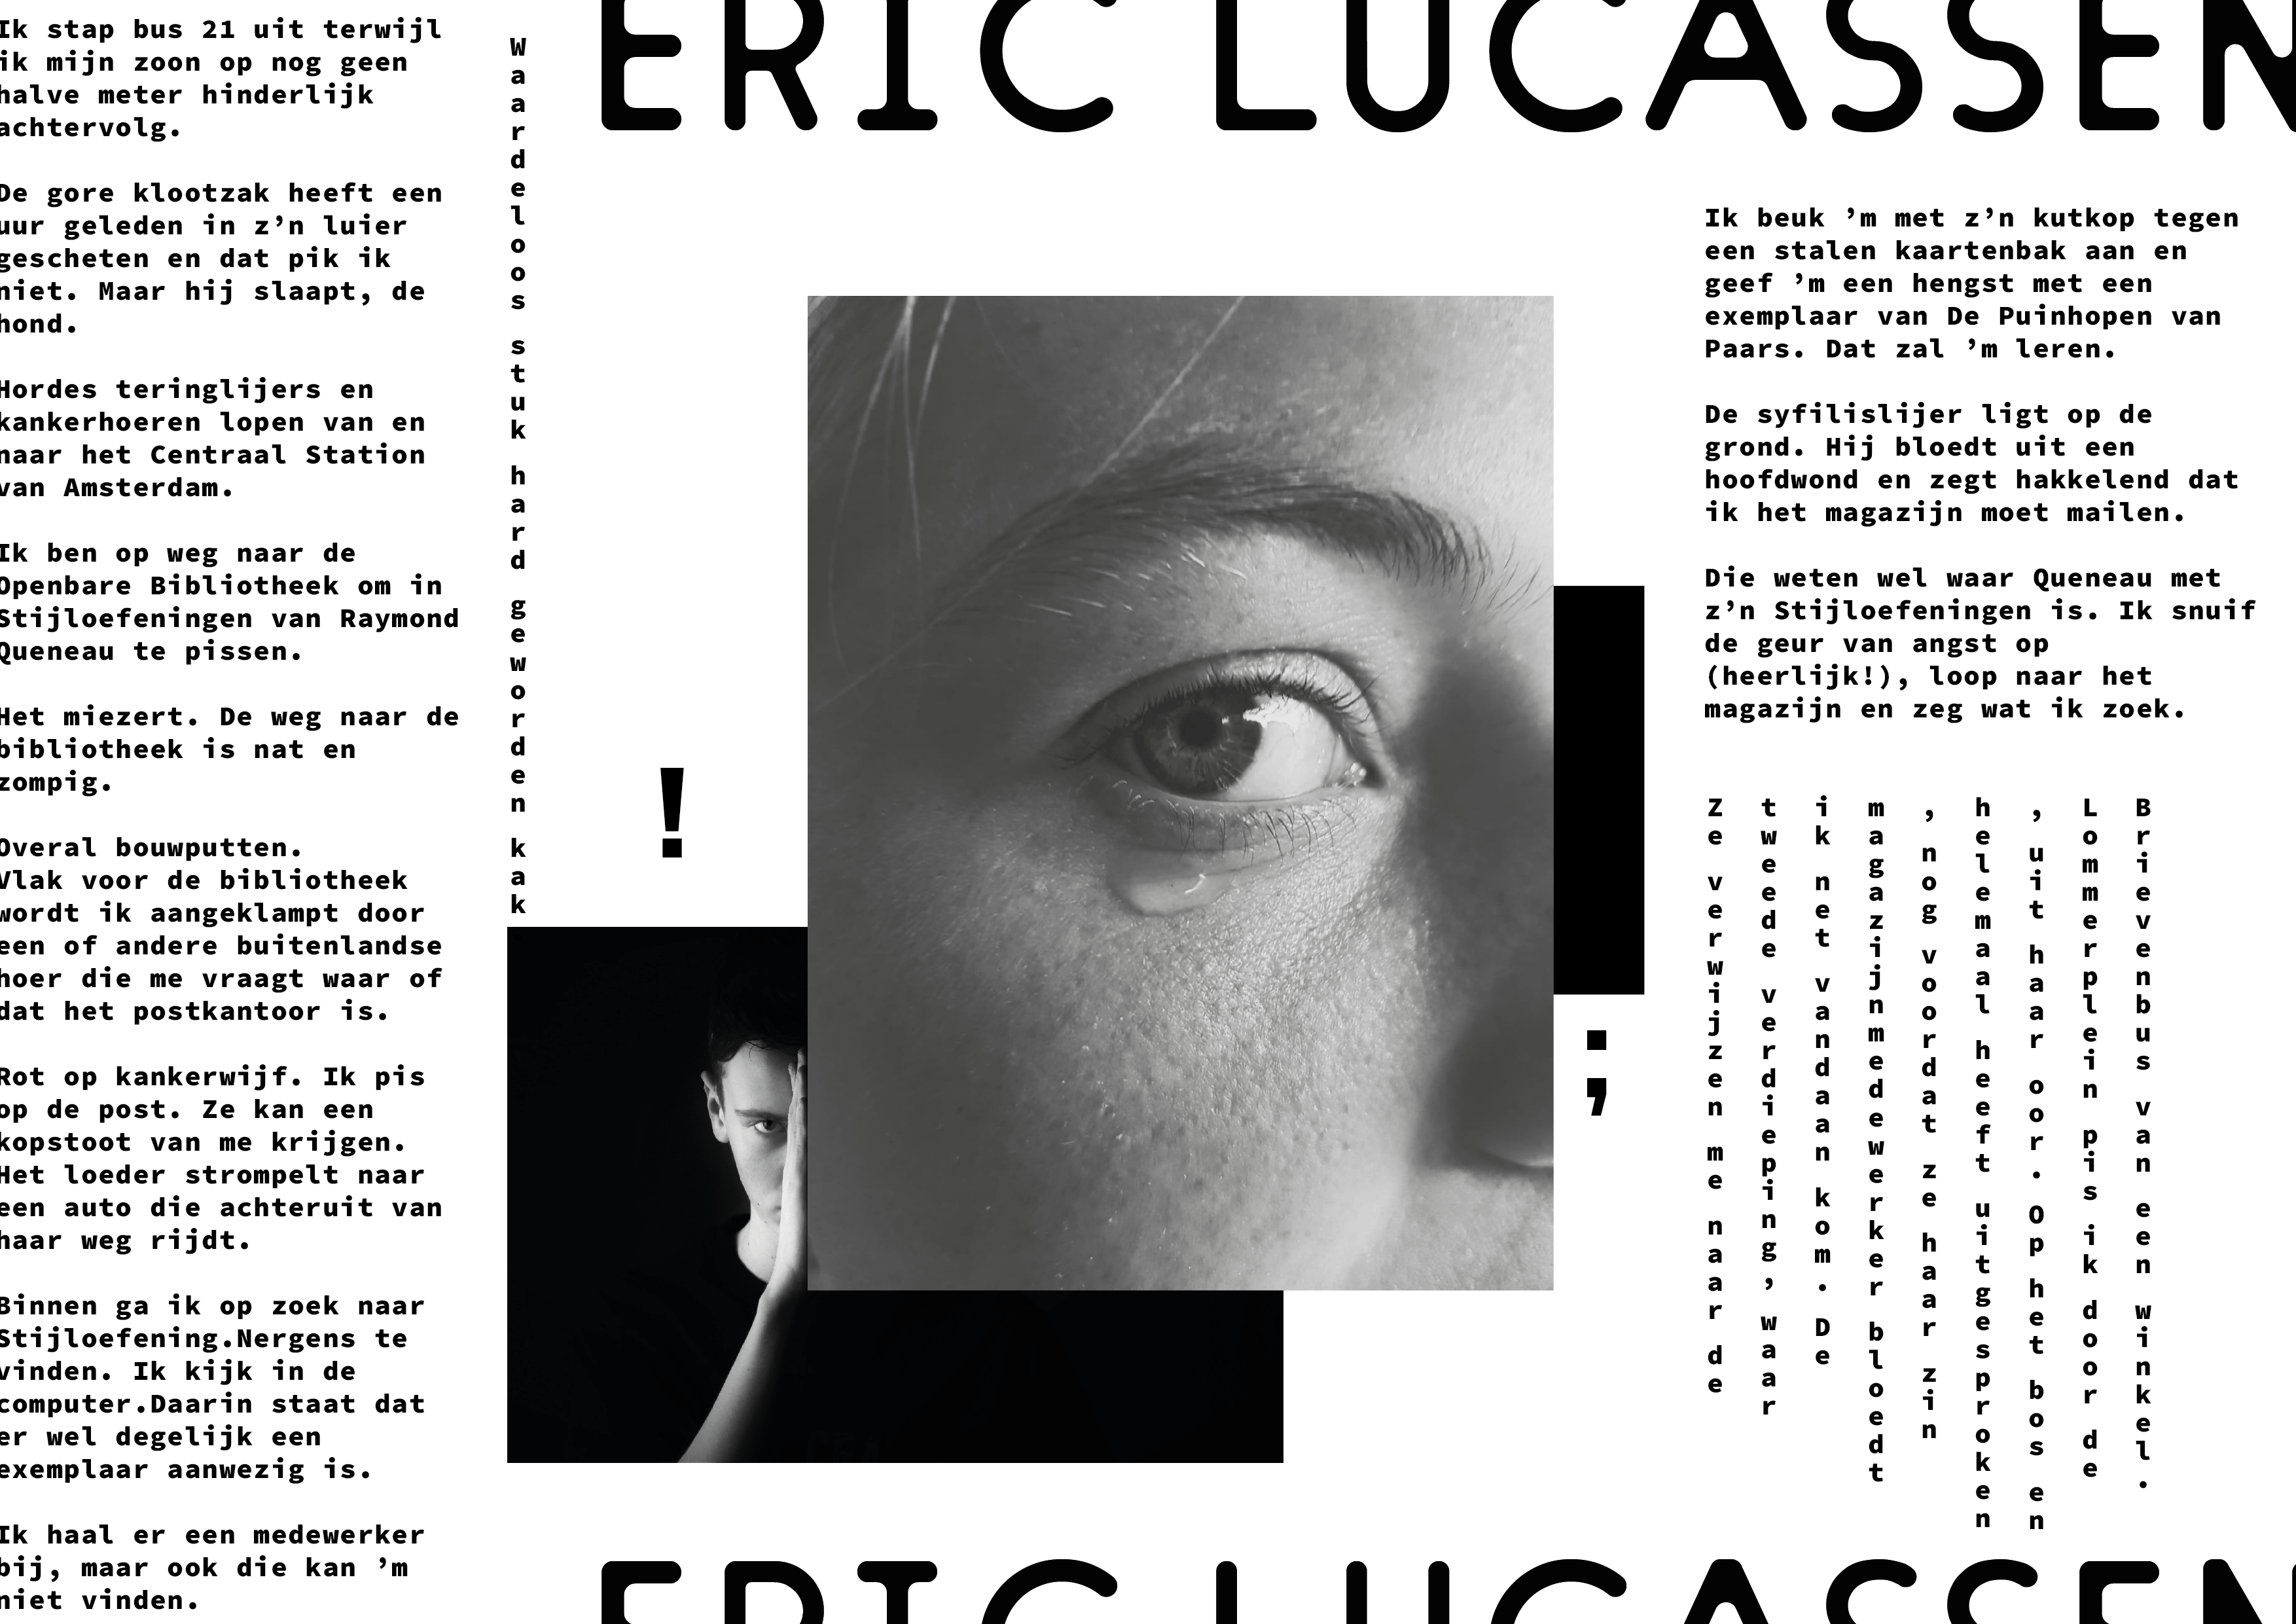 ERIC LUCASSEN
Ik stap bus 21 uit terwijl
ik mijn zoon op nog geen
halve meter hinderlijk
achtervolg.
De gore klootzak heeft een
uur geleden in z’n luier
gescheten en dat pik ik
niet. Maar hij slaapt, de
hond.
Hordes teringlijers en
kankerhoeren lopen van en
naar het Centraal Station
van Amsterdam.
Ik ben op weg naar de
Openbare Bibliotheek om in
Stijloefeningen van Raymond
Queneau te pissen.
Het miezert. De weg naar de
bibliotheek is nat en
zompig.
Overal bouwputten.
Vlak voor de bibliotheek
wordt ik aangeklampt door
een of andere buitenlandse
hoer die me vraagt waar of
dat het postkantoor is.
Rot op kankerwijf. Ik pis
op de post. Ze kan een
kopstoot van me krijgen.
Het loeder strompelt naar
een auto die achteruit van
haar weg rijdt.
Binnen ga ik op zoek naar
Stijloefening.Nergens te
vinden. Ik kijk in de
computer.Daarin staat dat
er wel degelijk een
exemplaar aanwezig is.
Ik haal er een medewerker
bij, maar ook die kan ’m
niet vinden.
Waardeloos stuk hard geworden kak
!
;
Ik beuk ’m met z’n kutkop tegen
een stalen kaartenbak aan en
geef ’m een hengst met een
exemplaar van De Puinhopen van
Paars. Dat zal ’m leren.
De syfilislijer ligt op de
grond. Hij bloedt uit een
hoofdwond en zegt hakkelend dat
ik het magazijn moet mailen.
Die weten wel waar Queneau met
z’n Stijloefeningen is. Ik snuif
de geur van angst op
(heerlijk!), loop naar het
magazijn en zeg wat ik zoek.
Ze verwijzen me naar de
tweede verdieping, waar
ik net vandaan kom. De
magazijnmedewerker bloedt
, nog voordat ze haar zin
helemaal heeft uitgesproken
, uit haar oor. Op het bos en
Lommerplein pis ik door de
Brievenbus van een winkel.
ERIC LUCASSEN